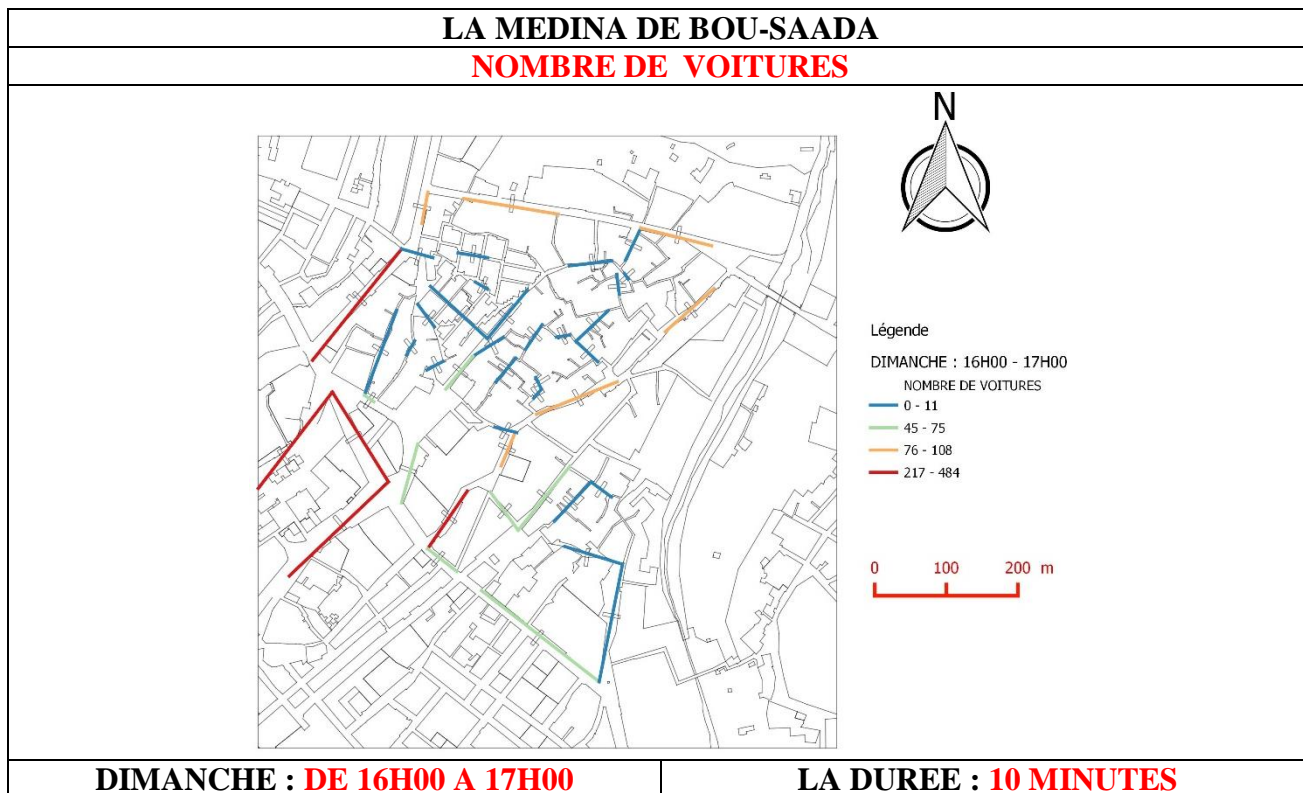 LA MEDINA DE BOU-SAADA
NOMBRE DE VOITURES
N
Légende
DIMANCHE : 16H00 - 17H00
NOMBRE DE VOITURES
0 - 11
45 - 75
76 - 108
217 - 484
0 100 200 m
DIMANCHE : DE 16H00 A 17H00
LA DUREE : 10 MINUTES